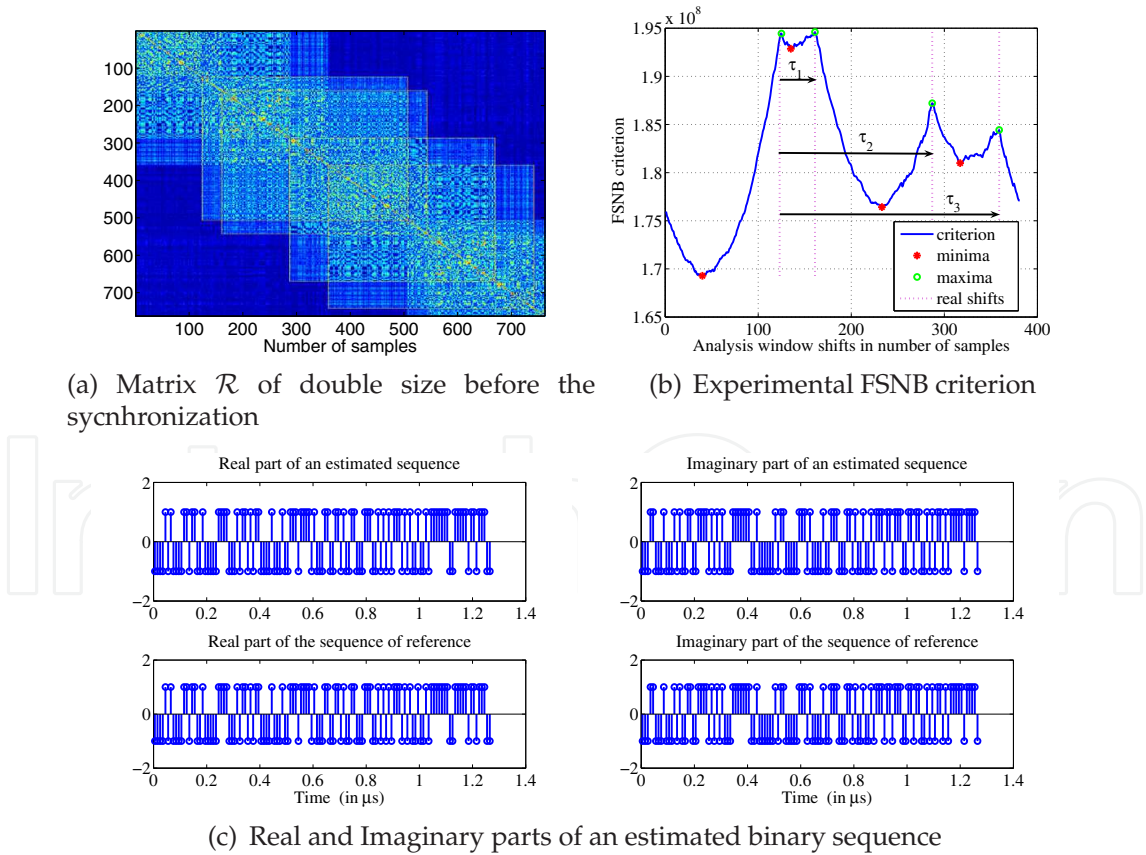 100
200
300
400
500
600
700
100 200 300 400 500 600 700
Number of samples
x 10^8
1.95
1.9
1.85
1.8
1.75
1.7
1.65
0 100 200 300 400
FSNB criterion
Analysis window shifts in number of samples
τ1
τ2
τ3
criterion
minima
maxima
real shifts
(a) Matrix R of double size before the
sycnhronization
(b) Experimental FSNB criterion
Real part of an estimated sequence
2
0
−2
0 0.2 0.4 0.6 0.8 1 1.2 1.4
Imaginary part of an estimated sequence
2
0
−2
0 0.2 0.4 0.6 0.8 1 1.2 1.4
Real part of the sequence of reference
2
0
−2
0 0.2 0.4 0.6 0.8 1 1.2 1.4
Time (in μs)
Imaginary part of the sequence of reference
2
0
−2
0 0.2 0.4 0.6 0.8 1 1.2 1.4
Time (in μs)
(c) Real and Imaginary parts of an estimated binary sequence